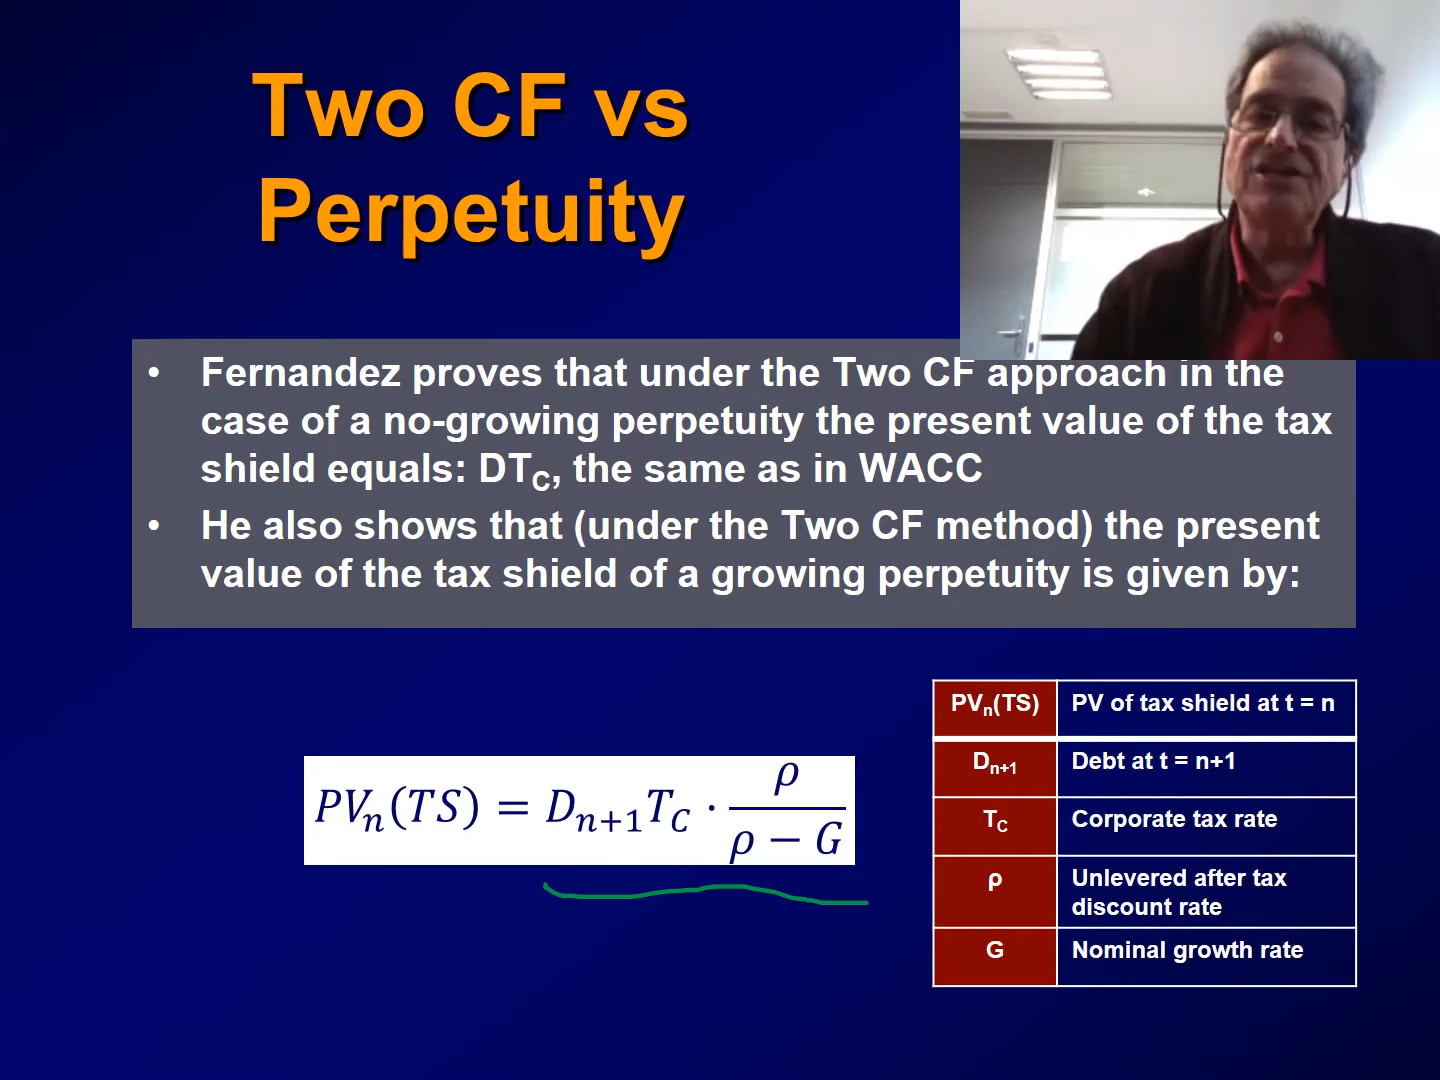 Two CF vs
Perpetuity
• Fernandez proves that under the Two CF approach in the
case of a no-growing perpetuity the present value of the tax
shield equals: DT_C, the same as in WACC
• He also shows that (under the Two CF method) the present
value of the tax shield of a growing perpetuity is given by:
PV_n(TS) = D_{n+1}T_C · ρ / (ρ − G)
PV_n(TS) PV of tax shield at t = n
D_{n+1} Debt at t = n+1
T_C Corporate tax rate
ρ Unlevered after tax
discount rate
G Nominal growth rate